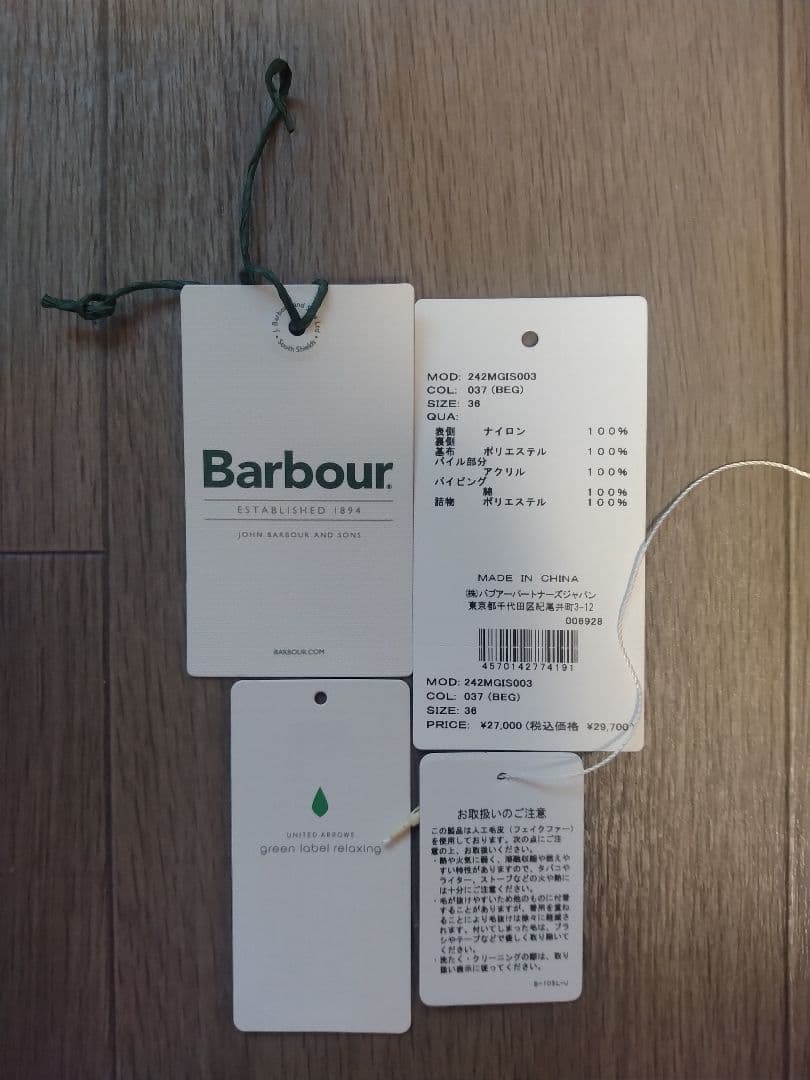 South Shields
Barbour
ESTABLISHED 1894
JOHN BARBOUR AND SONS
BARBOUR.COM
MOD: 242MGIS003
COL: 037 (BEG)
SIZE: 36
QUA:
表側 ナイロン 100%
裏側
基布 ポリエステル 100%
パイル部分
アクリル 100%
パイピング
綿 100%
詰物 ポリエステル 100%
MADE IN CHINA
(株)バブアーパートナーズジャパン
東京都千代田区紀尾井町3-12
006928
4570142774191
MOD: 242MGIS003
COL: 037 (BEG)
SIZE: 36
PRICE: ¥27,000 (税込価格 ¥29,700)
UNITED ARROWS
green label relaxing
お取扱いのご注意
この製品は人工毛皮(フェイクファー)
を使用しております。次の点にご注
意の上、お取扱いください。
・熱や火気に弱く、溶融収縮や燃えや
すい特性がありますので、タバコや
ライター、ストーブなどの火や熱に
は十分にご注意ください。
・毛が抜けやすいため他のものに付着
することがありますが、着用を重ね
ることにより毛抜けは徐々に軽減さ
れます。付いてしまった毛は、ブラ
シやテープなどで優しく取り除いて
ください。
・洗たく・クリーニングの際は、取り
扱い表示に従ってください。